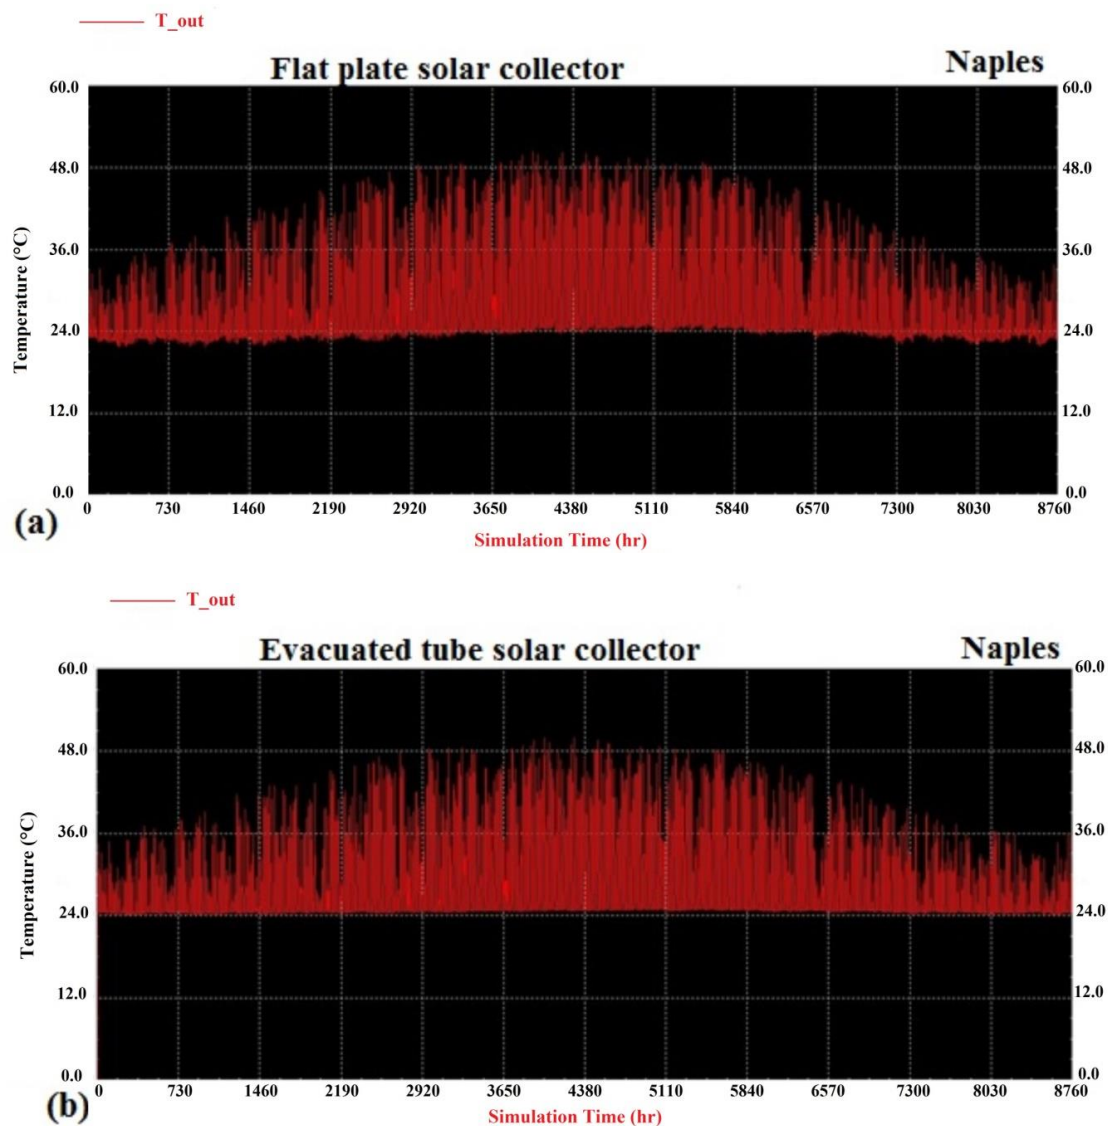 T_out
Flat plate solar collector
Naples
60.0
60.0
48.0
48.0
36.0
36.0
Temperature (°C)
24.0
24.0
12.0
12.0
0.0
0.0
0 730 1460 2190 2920 3650 4380 5110 5840 6570 7300 8030 8760
(a)
Simulation Time (hr)
T_out
Evacuated tube solar collector
Naples
60.0
60.0
48.0
48.0
36.0
36.0
Temperature (°C)
24.0
24.0
12.0
12.0
0.0
0.0
0 730 1460 2190 2920 3650 4380 5110 5840 6570 7300 8030 8760
(b)
Simulation Time (hr)